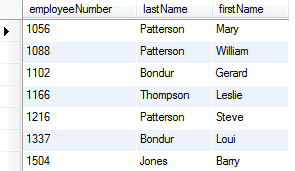 employeeNumber lastName firstName
1056 Patterson Mary
1088 Patterson William
1102 Bondur Gerard
1166 Thompson Leslie
1216 Patterson Steve
1337 Bondur Loui
1504 Jones Barry